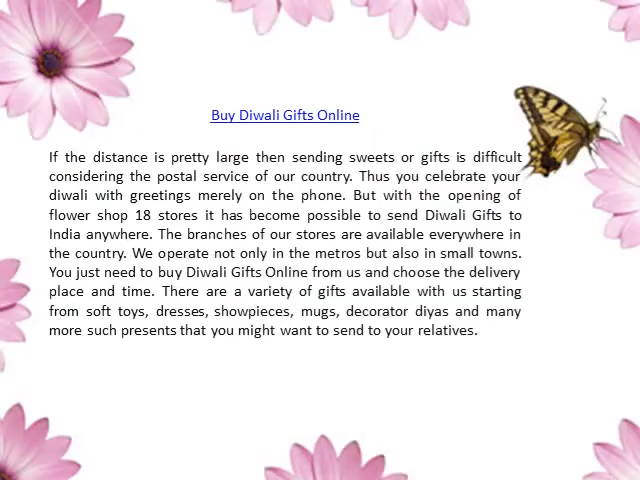 Buy Diwali Gifts Online
If the distance is pretty large then sending sweets or gifts is difficult
considering the postal service of our country. Thus you celebrate your
diwali with greetings merely on the phone. But with the opening of
flower shop 18 stores it has become possible to send Diwali Gifts to
India anywhere. The branches of our stores are available everywhere in
the country. We operate not only in the metros but also in small towns.
You just need to buy Diwali Gifts Online from us and choose the delivery
place and time. There are a variety of gifts available with us starting
from soft toys, dresses, showpieces, mugs, decorator diyas and many
more such presents that you might want to send to your relatives.